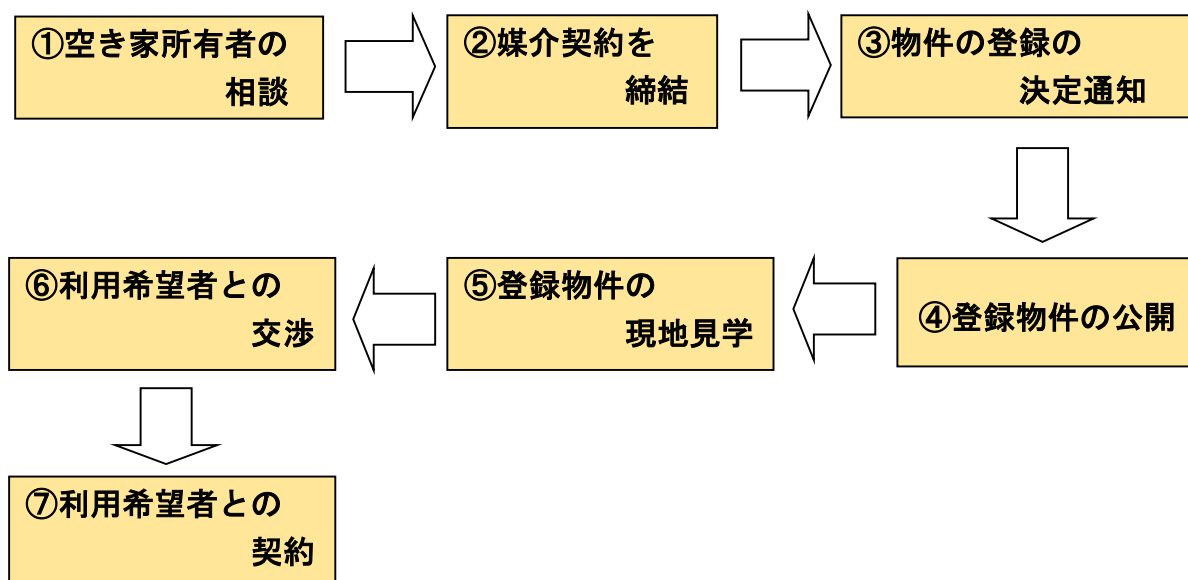 ①空き家所有者の
相談
②媒介契約を
締結
③物件の登録の
決定通知
④登録物件の公開
⑤登録物件の
現地見学
⑥利用希望者との
交渉
⑦利用希望者との
契約